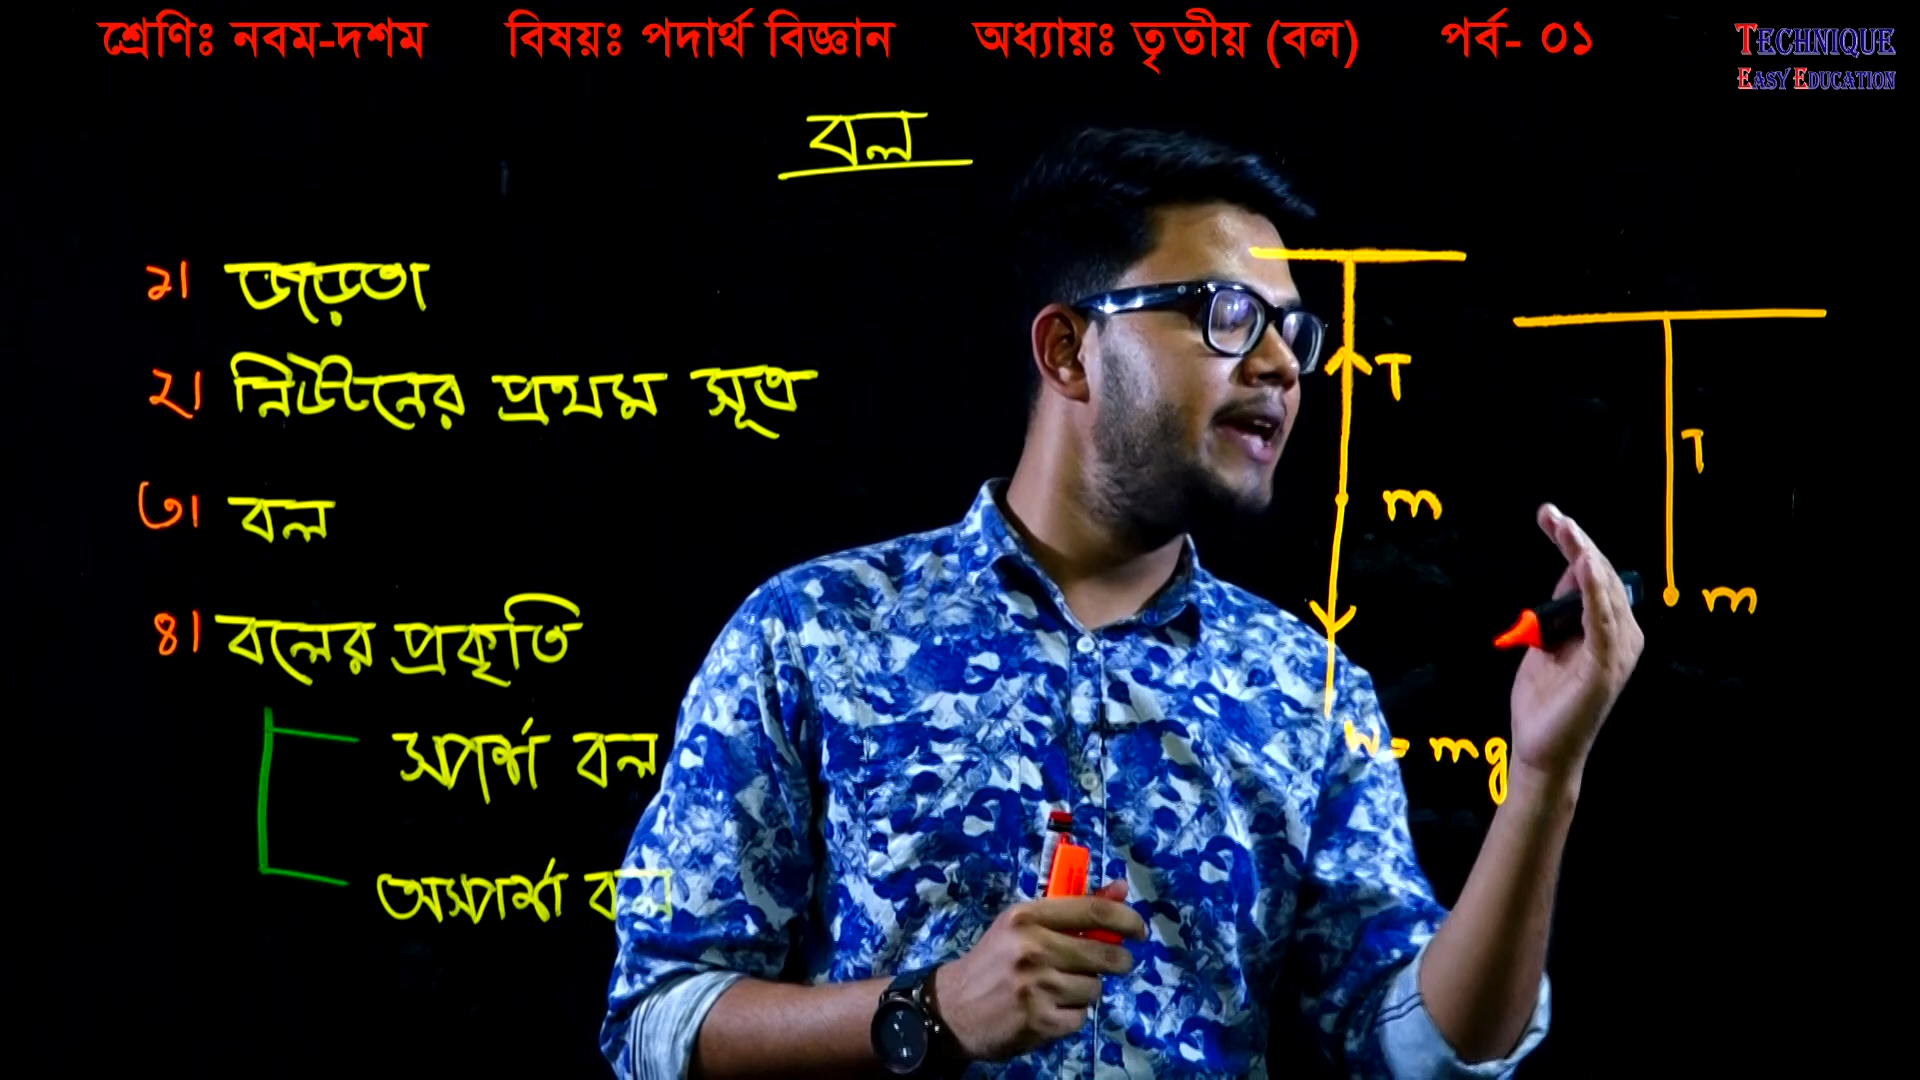 শ্রেণিঃ নবম-দশম বিষয়ঃ পদার্থ বিজ্ঞান অধ্যায়ঃ তৃতীয় (বল) পর্ব- ০১
TECHNIQUE
EASY EDUCATION
বল
১। জড়তা
২। নিউটনের প্রথম সূত্র
৩। বল
৪। বলের প্রকৃতি
স্পর্শ বল
অস্পর্শ বল
T
m
W = mg
T
m